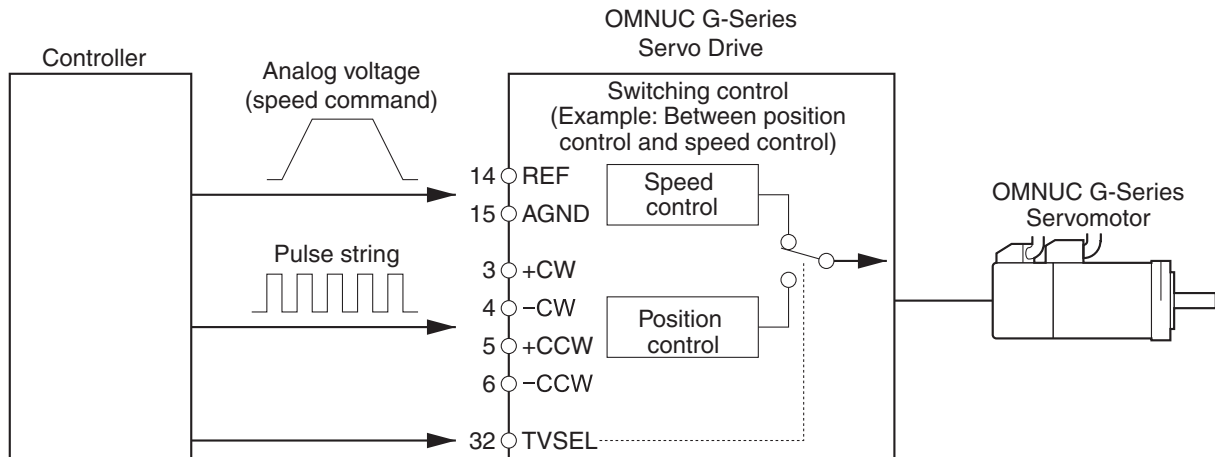 OMNUC G-Series
Servo Drive
Controller
Analog voltage
(speed command)
Switching control
(Example: Between position
control and speed control)
14 REF
15 AGND
Speed
control
OMNUC G-Series
Servomotor
Pulse string
3 +CW
4 −CW
5 +CCW
6 −CCW
Position
control
32 TVSEL